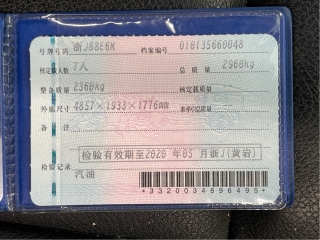 号牌号码 浙J88E6M 档案编号 010135660048
核定载人数 7人 总质量 2960kg
整备质量 2360kg 核定载质量
外廓尺寸 4857×1933×1776mm 准牵引总质量
备注
检验有效期至2020年05月浙J(黄岩)
检验记录
汽油
*3320034896495*